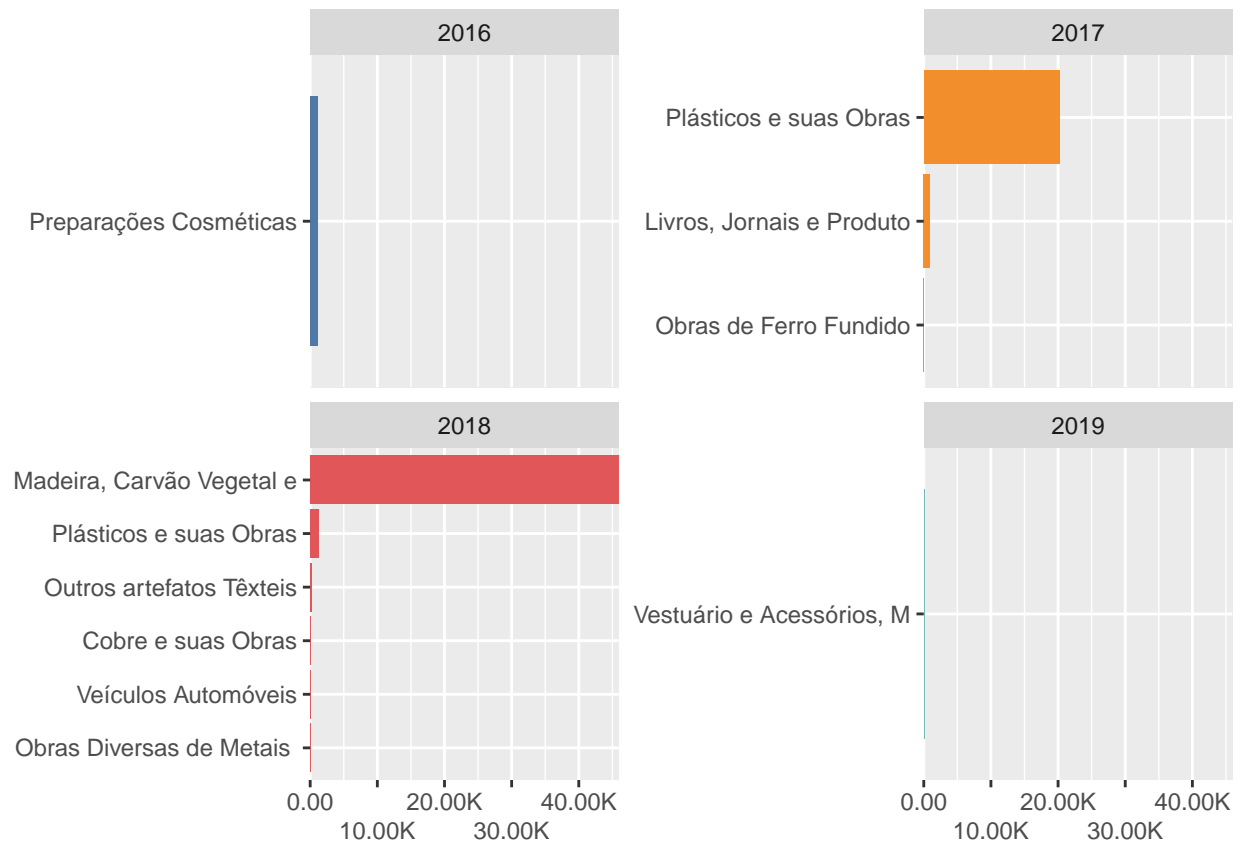 2016
Preparações Cosméticas
2017
Plásticos e suas Obras
Livros, Jornais e Produto
Obras de Ferro Fundido
2018
Madeira, Carvão Vegetal e
Plásticos e suas Obras
Outros artefatos Têxteis
Cobre e suas Obras
Veículos Automóveis
Obras Diversas de Metais
0.00 20.00K 40.00K
10.00K 30.00K
2019
Vestuário e Acessórios, M
0.00 20.00K 40.00K
10.00K 30.00K